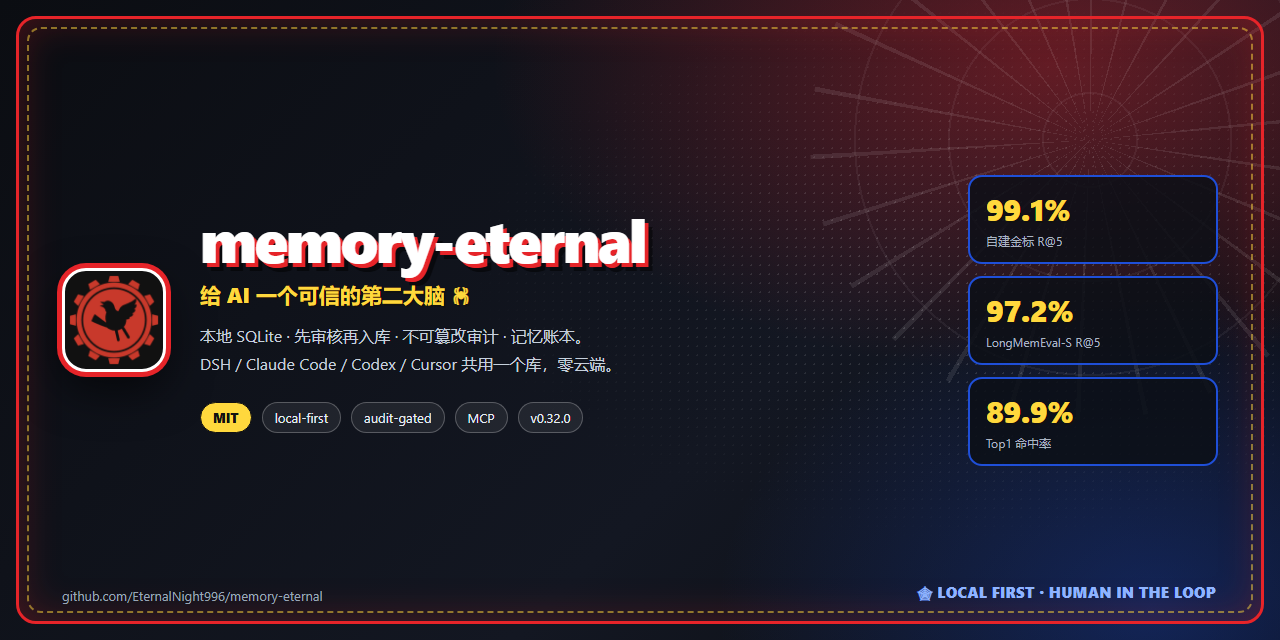 memory-eternal
给 AI 一个可信的第二大脑
本地 SQLite · 先审核再入库 · 不可篡改审计 · 记忆账本。
DSH / Claude Code / Codex / Cursor 共用一个库，零云端。
MIT
local-first
audit-gated
MCP
v0.32.0
99.1%
自建金标 R@5
97.2%
LongMemEval-S R@5
89.9%
Top1 命中率
github.com/EternalNight996/memory-eternal
LOCAL FIRST · HUMAN IN THE LOOP